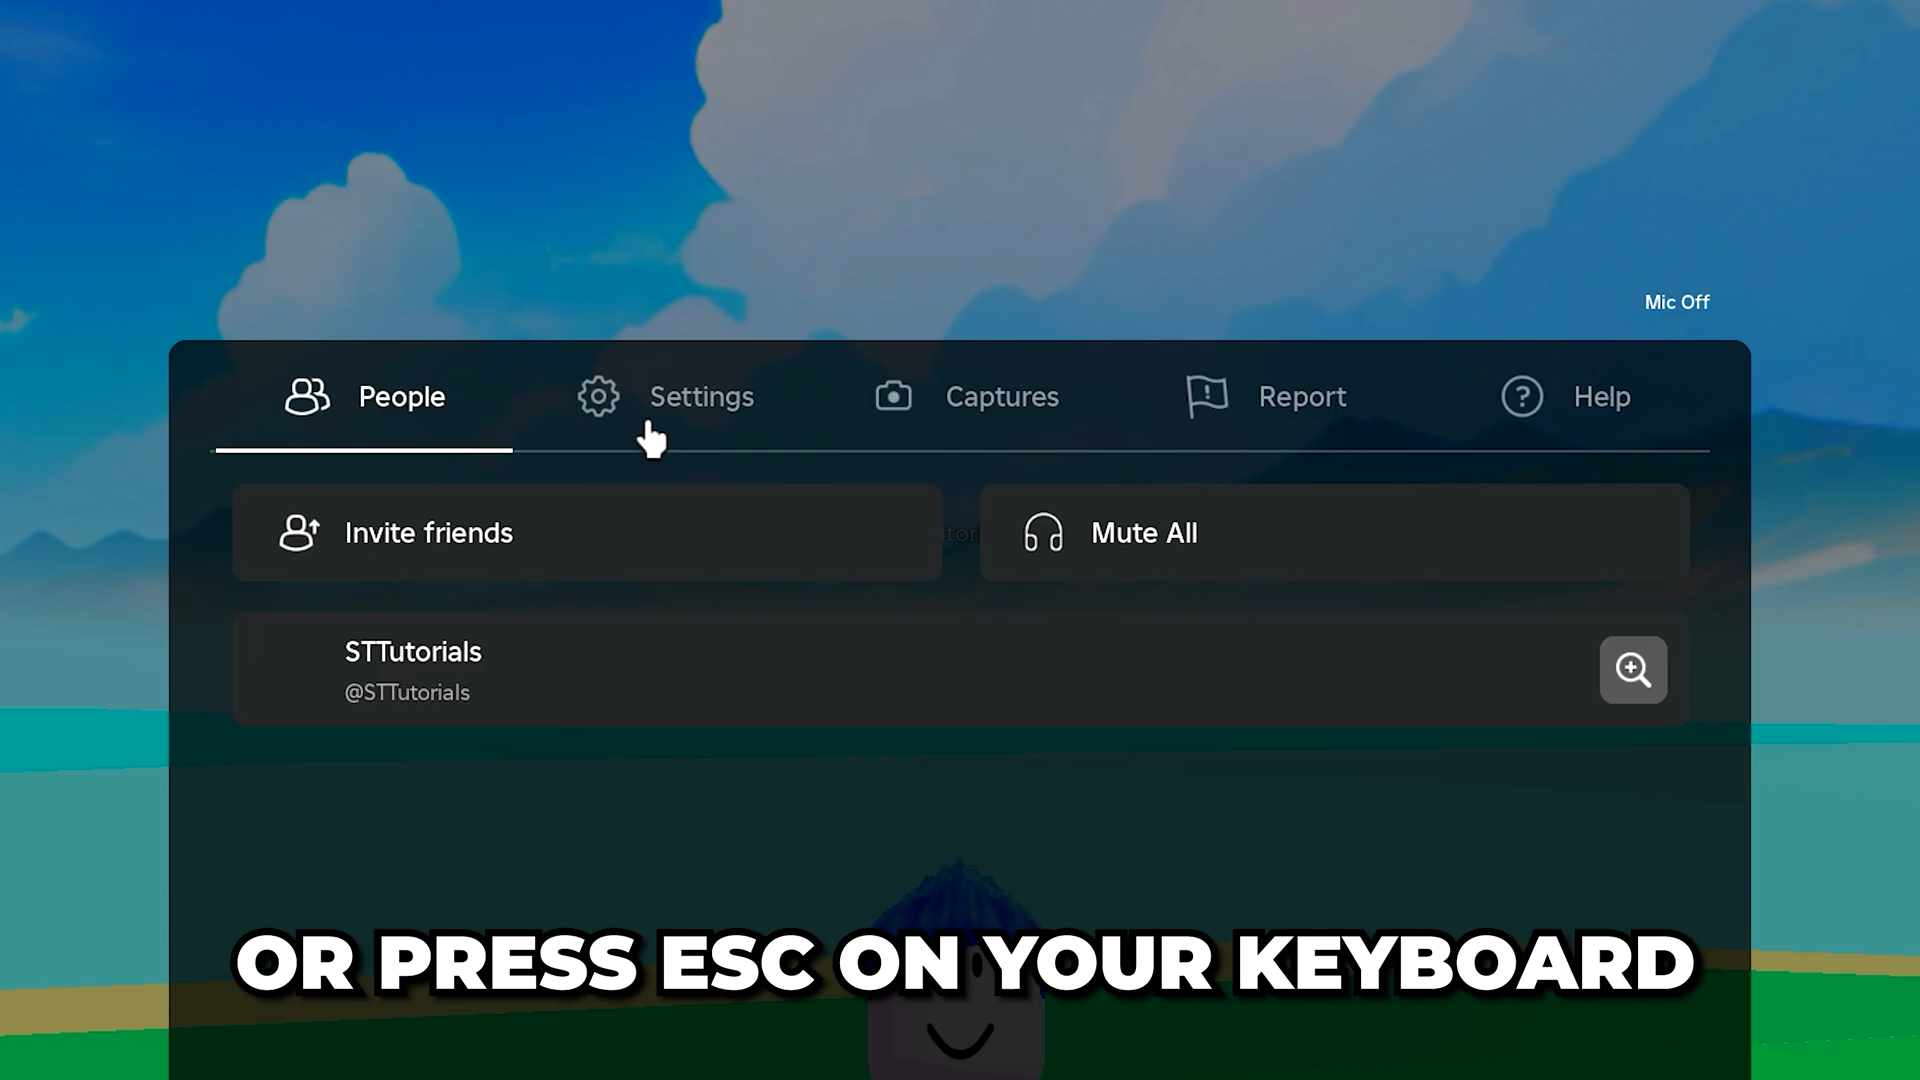 Mic Off
People
Settings
Captures
Report
Help
Invite friends
Mute All
STTutorials
@STTutorials
OR PRESS ESC ON YOUR KEYBOARD